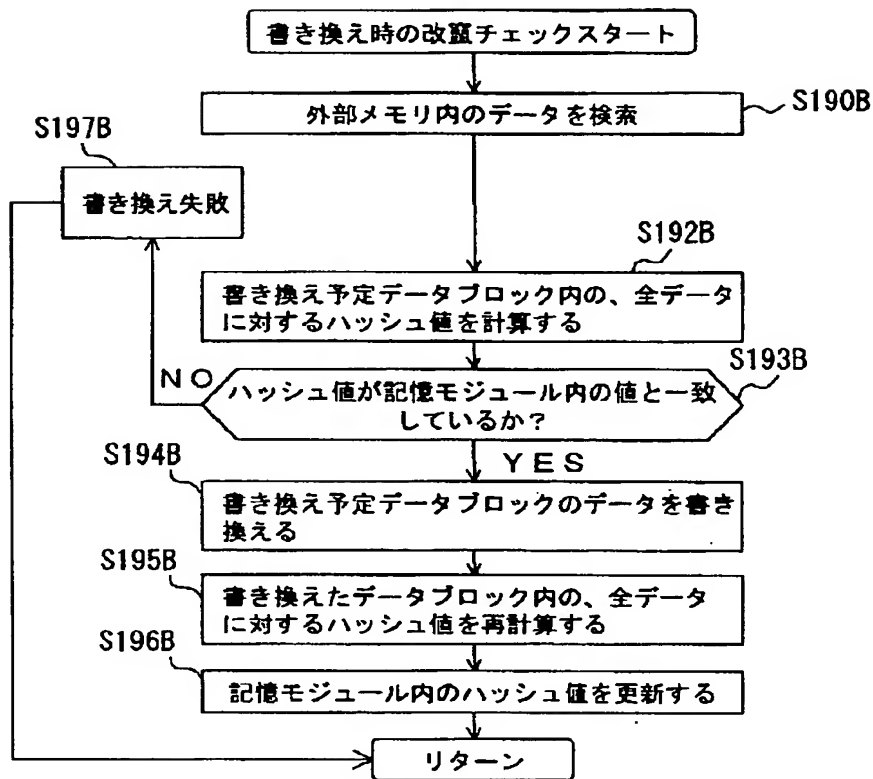 書き換え時の改竄チェックスタート
外部メモリ内のデータを検索
S190B
S197B
書き換え失敗
S192B
書き換え予定データブロック内の、全データ
に対するハッシュ値を計算する
S193B
NO
ハッシュ値が記憶モジュール内の値と一致
しているか?
YES
S194B
書き換え予定データブロックのデータを書き
換える
S195B
書き換えたデータブロック内の、全データ
に対するハッシュ値を再計算する
S196B
記憶モジュール内のハッシュ値を更新する
リターン